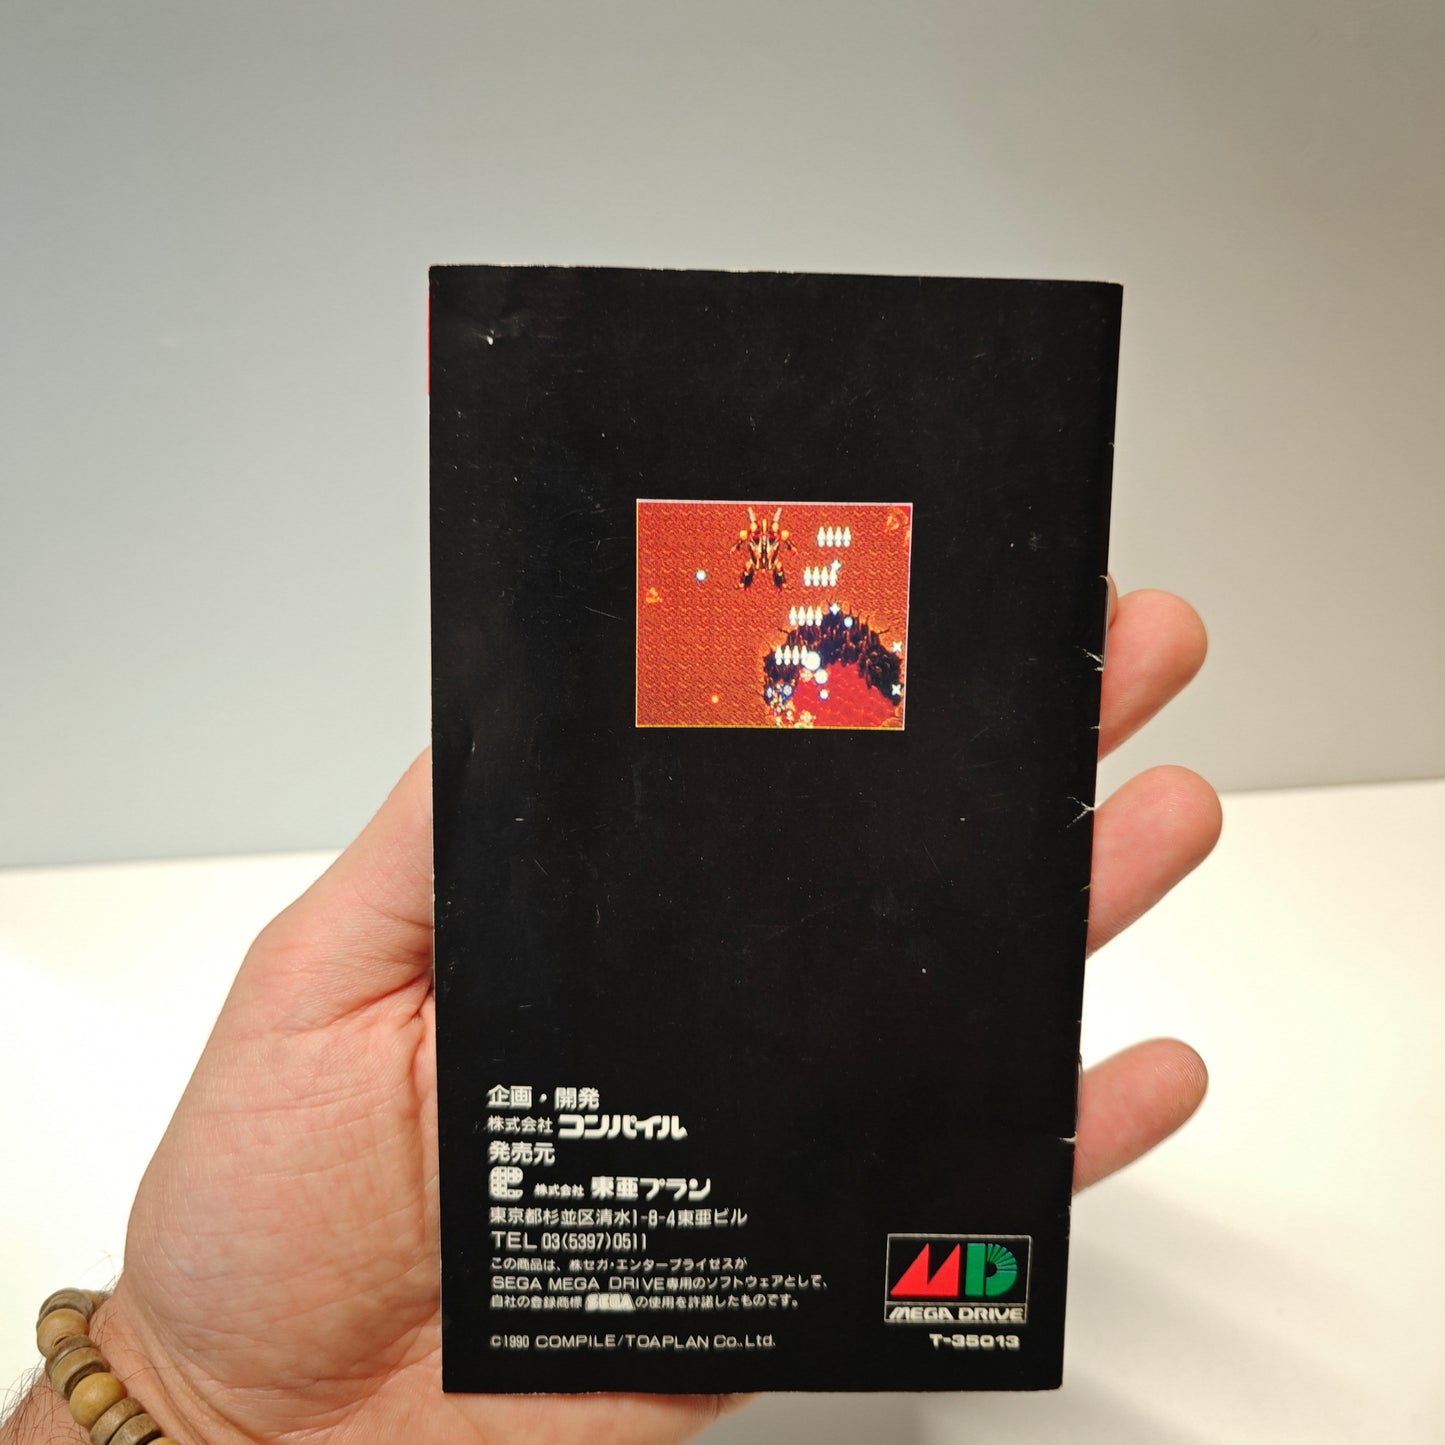 企画・開発
株式会社 コンパイル
発売元
株式会社 東亜プラン
東京都杉並区清水1-8-4東亜ビル
TEL 03(5397)0511
この商品は、株セガ・エンタープライゼスが
SEGA MEGA DRIVE専用のソフトウェアとして、
自社の登録商標 SEGA の使用を許諾したものです。
©1990 COMPILE/TOAPLAN Co., Ltd.
MD
MEGA DRIVE
T-35013